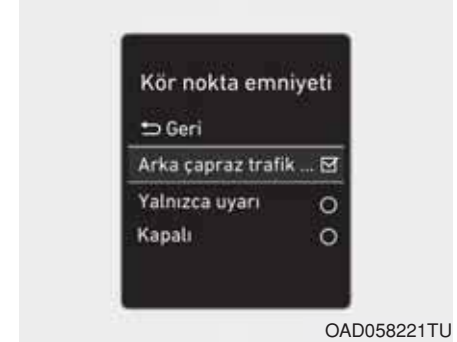 Kör nokta emniyeti
Geri
Arka çapraz trafik ...
Yalnızca uyarı
Kapalı
OAD058221TU